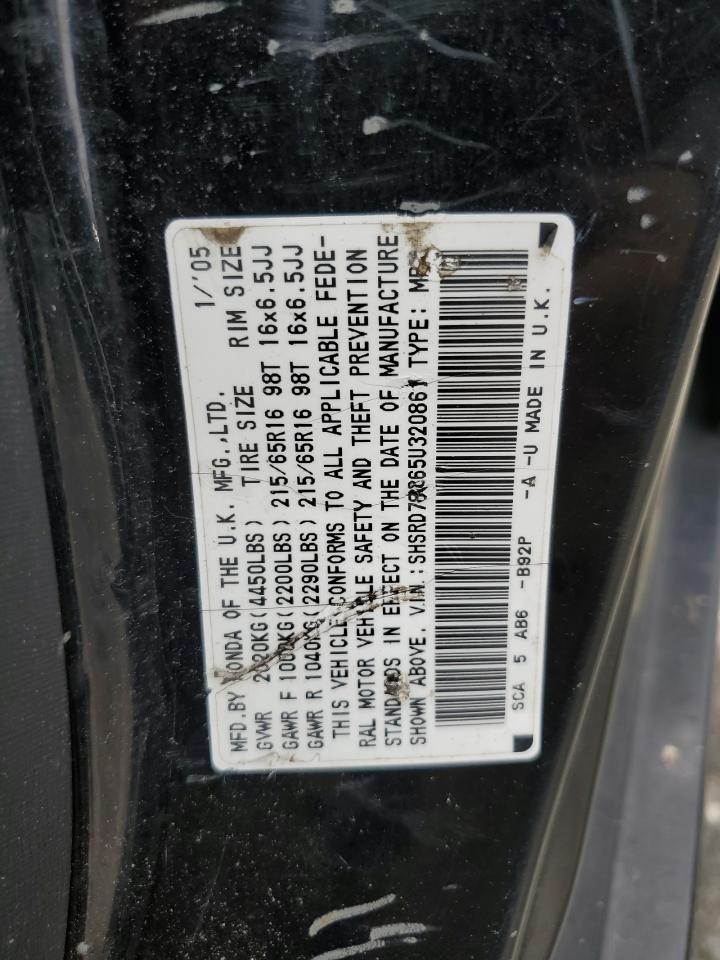 MFD.BY HONDA OF THE U.K. MFG.,LTD. 1/'05
GVWR 2020KG(4450LBS) TIRE SIZE RIM SIZE
GAWR F 1000KG(2200LBS) 215/65R16 98T 16x6.5JJ
GAWR R 1040KG(2290LBS) 215/65R16 98T 16x6.5JJ
THIS VEHICLE CONFORMS TO ALL APPLICABLE FEDE-
RAL MOTOR VEHICLE SAFETY AND THEFT PREVENTION
STANDARDS IN EFFECT ON THE DATE OF MANUFACTURE
SHOWN ABOVE. V.I.N.: TYPE:
SCA 5 AB6 -B92P -A -U MADE IN U.K.